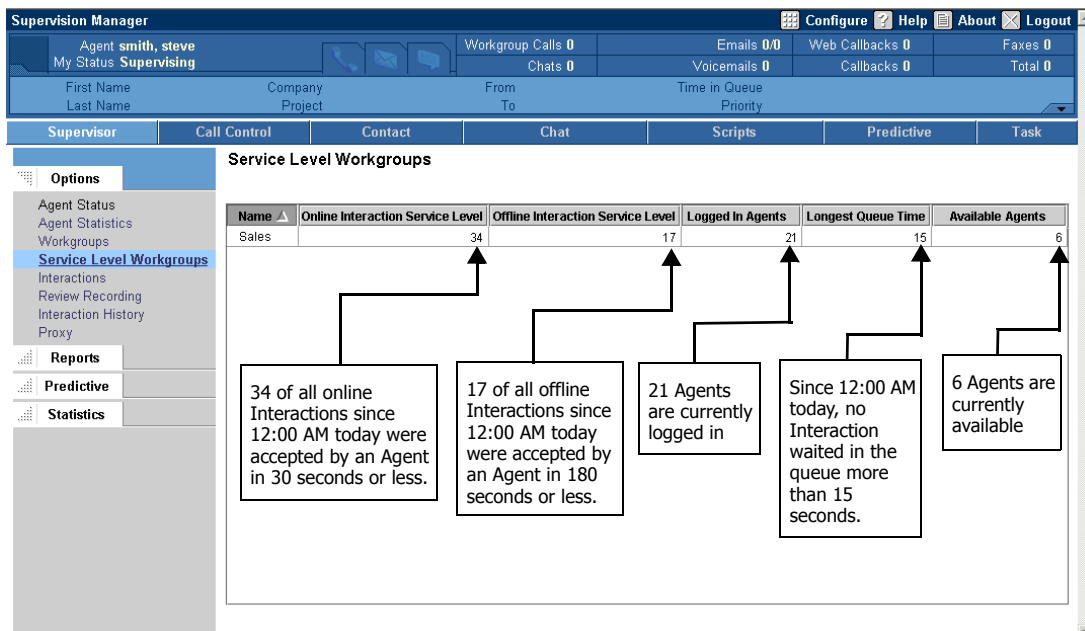 Supervision Manager
Configure ? Help About Logout
Agent smith, steve
My Status Supervising
Workgroup Calls 0 Emails 0/0 Web Callbacks 0 Faxes 0
Chats 0 Voicemails 0 Callbacks 0 Total 0
First Name Company From Time in Queue
Last Name Project To Priority
Supervisor Call Control Contact Chat Scripts Predictive Task
Options
Agent Status
Agent Statistics
Workgroups
Service Level Workgroups
Interactions
Review Recording
Interaction History
Proxy
Reports
Predictive
Statistics
Service Level Workgroups
Name Online Interaction Service Level Offline Interaction Service Level Logged In Agents Longest Queue Time Available Agents
Sales 34 17 21 15 6
34 of all online
Interactions since
12:00 AM today were
accepted by an Agent
in 30 seconds or less.
17 of all offline
Interactions since
12:00 AM today
were accepted by
an Agent in 180
seconds or less.
21 Agents
are currently
logged in
Since 12:00 AM
today, no
Interaction
waited in the
queue more
than 15
seconds.
6 Agents are
currently
available